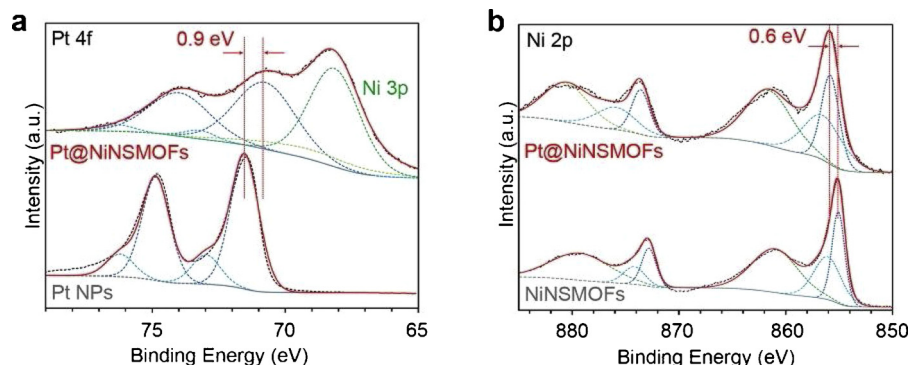 a
Pt 4f
0.9 eV
Ni 3p
Pt@NiNSMOFs
Pt NPs
Intensity (a.u.)
75
70
65
Binding Energy (eV)
b
Ni 2p
0.6 eV
Pt@NiNSMOFs
NiNSMOFs
Intensity (a.u.)
880
870
860
850
Binding Energy (eV)